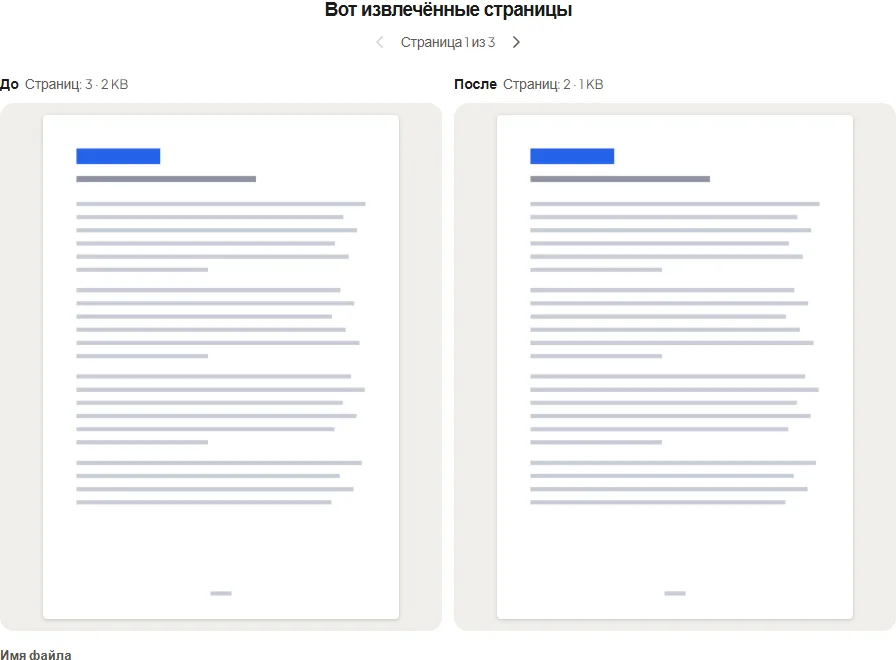 Вот извлечённые страницы
Страница 1 из 3
До Страниц: 3 · 2 KB
После Страниц: 2 · 1 KB
Имя файла